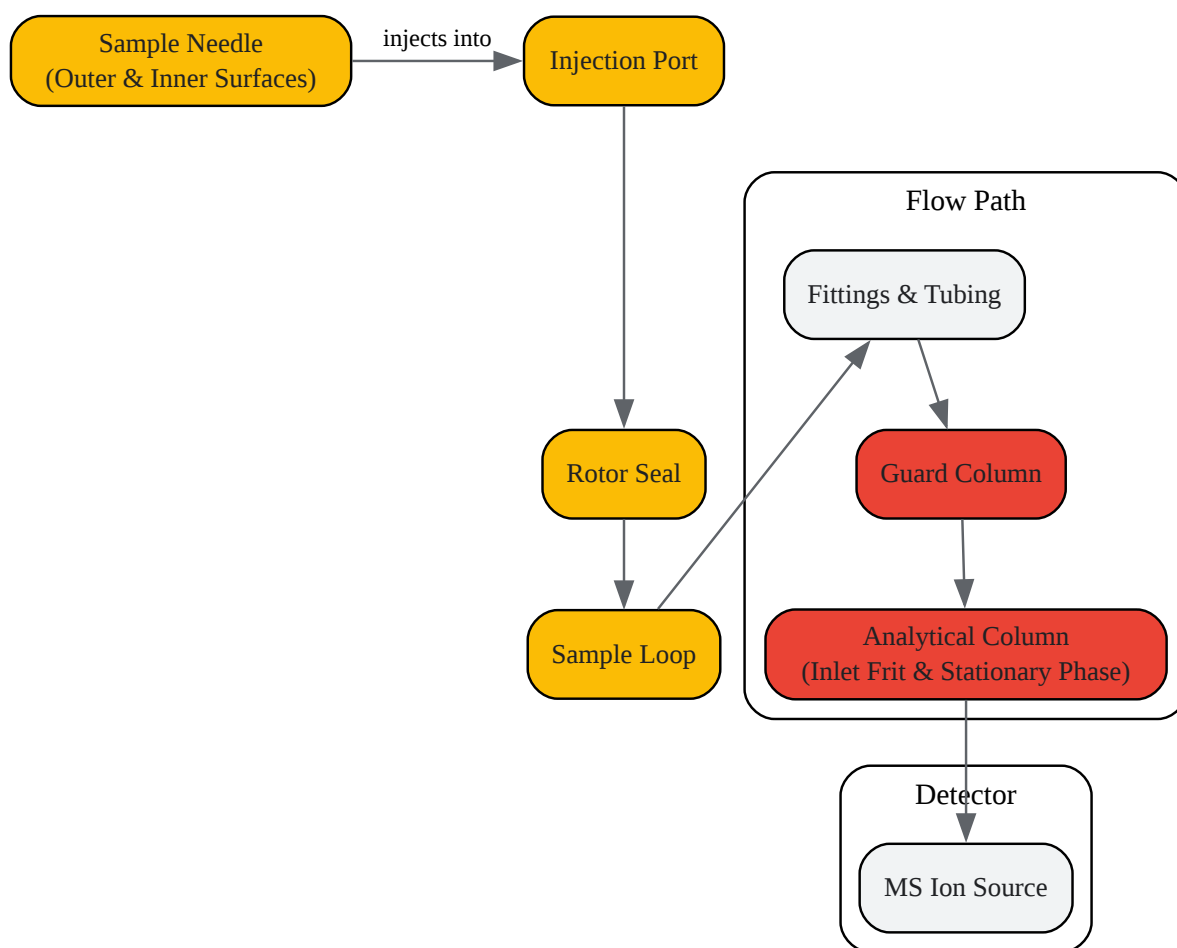 Sample Needle
(Outer & Inner Surfaces)
injects into
Injection Port
Flow Path
Fittings & Tubing
Rotor Seal
Guard Column
Sample Loop
Analytical Column
(Inlet Frit & Stationary Phase)
Detector
MS Ion Source